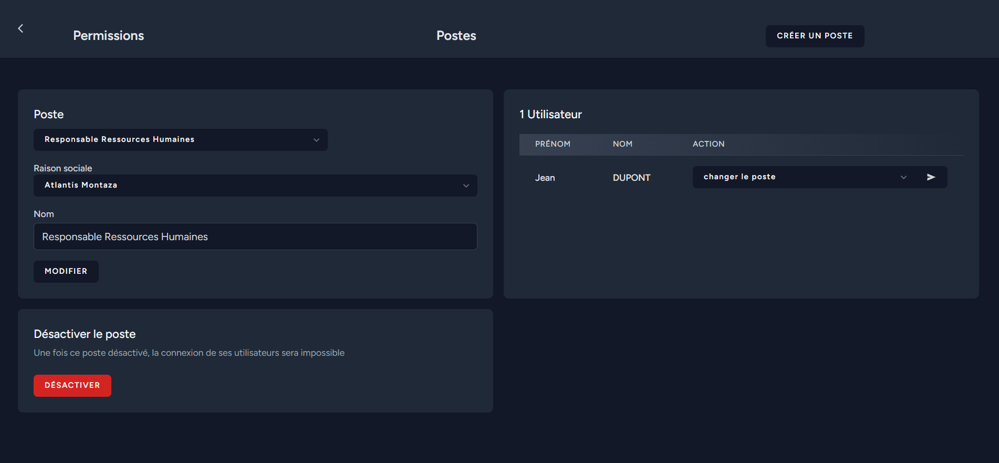 Permissions
Postes
CRÉER UN POSTE
Poste
Responsable Ressources Humaines
Raison sociale
Atlantis Montaza
Nom
Responsable Ressources Humaines
MODIFIER
1 Utilisateur
PRÉNOM NOM ACTION
Jean DUPONT changer le poste
Désactiver le poste
Une fois ce poste désactivé, la connexion de ses utilisateurs sera impossible
DÉSACTIVER